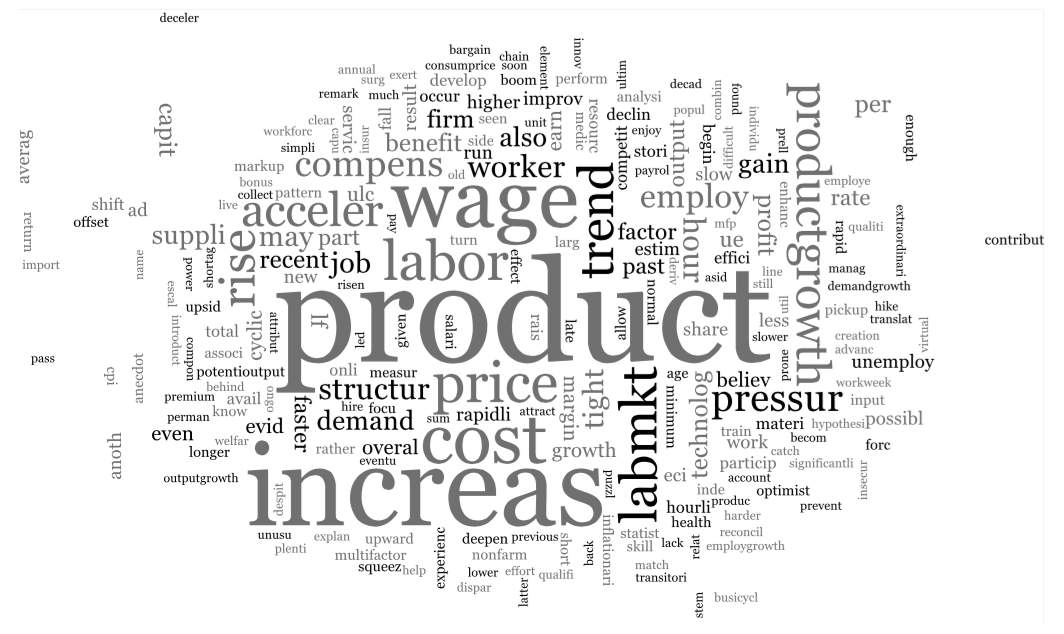 deceler
bargain
chain
element
innov
consumprice
soon
ultim
annual
surg
exert
develop
boom
perform
decad
remark
much
result
occur
higher
improv
resourc
analysi
combin
found
productgrowth
per
capit
servic
fall
firm
seen
unit
earn
medic
declin
popul
individu
enough
clear
capa
insur
workforc
simpli
benefit
side
also
competit
enjoy
output
begin
difficult
prell
run
stori
averag
markup
compens
old
worker
payrol
slow
gain
bonus
collect
pattern
ulc
wage
trend
employ
enhanc
employe
rate
shift
ad
offset
live
acceler
pay
hour
profit
mfp
rapid
qualiti
extraordinari
return
suppli
rise
may
part
turn
larg
factor
estim
ue
effici
contribut
import
name
power
shortag
recent
job
labor
effect
past
deriv
asid
line
still
manag
demandgrowth
new
risen
product
normal
escal
upsid
util
pickup
hike
translat
introduct
total
cyclic
attribut
lf
led
given
salari
rais
late
allow
share
less
slower
creation
advanc
virtual
pass
associ
compon
prone
unemploy
cpi
anecdot
potentioutput
onli
measur
age
believ
workweek
behind
ongo
structur
price
margin
tight
labmkt
minimum
technolog
pressur
input
premium
avail
perman
know
faster
hire
focu
sum
rapidli
attract
demand
materi
hypothesi
possibl
even
welfar
evid
longer
rather
overal
cost
growth
train
work
becom
catch
forc
anoth
eventu
particip
significantli
outputgrowth
increas
puzzl
eci
account
insecur
despit
inde
optimist
hourli
produc
prevent
health
harder
unusu
explan
upward
deepen
previous
short
inflationari
statist
reconcil
plenti
multifactor
experienc
nonfarm
back
skill
lack
relat
employgrowth
squeez
help
lower
effort
qualifi
match
transitori
dispar
latter
stem
busicycl